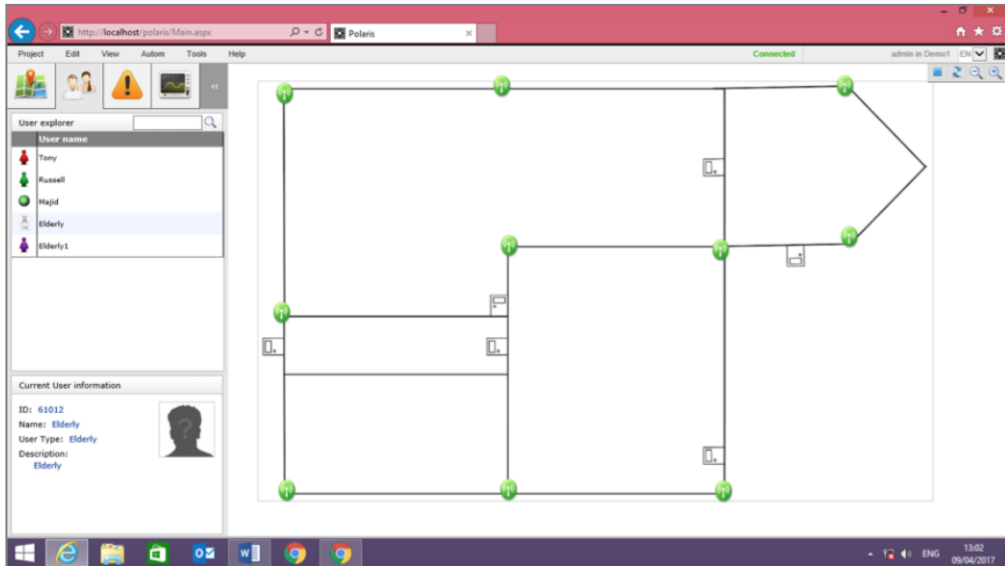 http://localhost/polaris/Main.aspx
Polaris
Project Edit View Autom Tools Help
Connected
admin in Demo1 EN
User explorer
User name
Tony
Russell
Majid
Elderly
Elderly1
Current User information
ID: 61012
Name: Elderly
User Type: Elderly
Description:
Elderly
ENG
13:02
09/04/2017